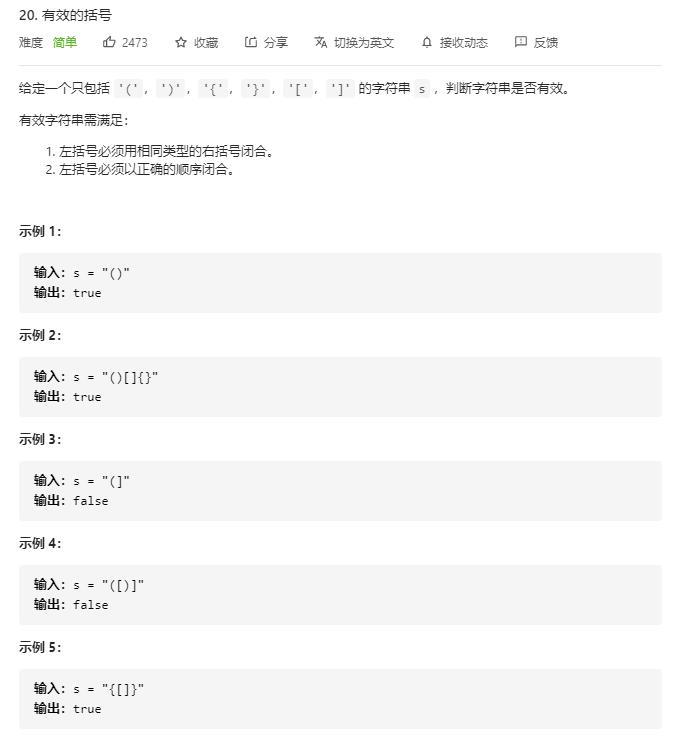 20. 有效的括号
难度 简单 2473 收藏 分享 切换为英文 接收动态 反馈
给定一个只包括 '(', ')', '{', '}', '[', ']' 的字符串 s ，判断字符串是否有效。
有效字符串需满足：
1. 左括号必须用相同类型的右括号闭合。
2. 左括号必须以正确的顺序闭合。
示例 1：
输入：s = "()"
输出：true
示例 2：
输入：s = "()[]{}"
输出：true
示例 3：
输入：s = "(]"
输出：false
示例 4：
输入：s = "([)]"
输出：false
示例 5：
输入：s = "{[]}"
输出：true